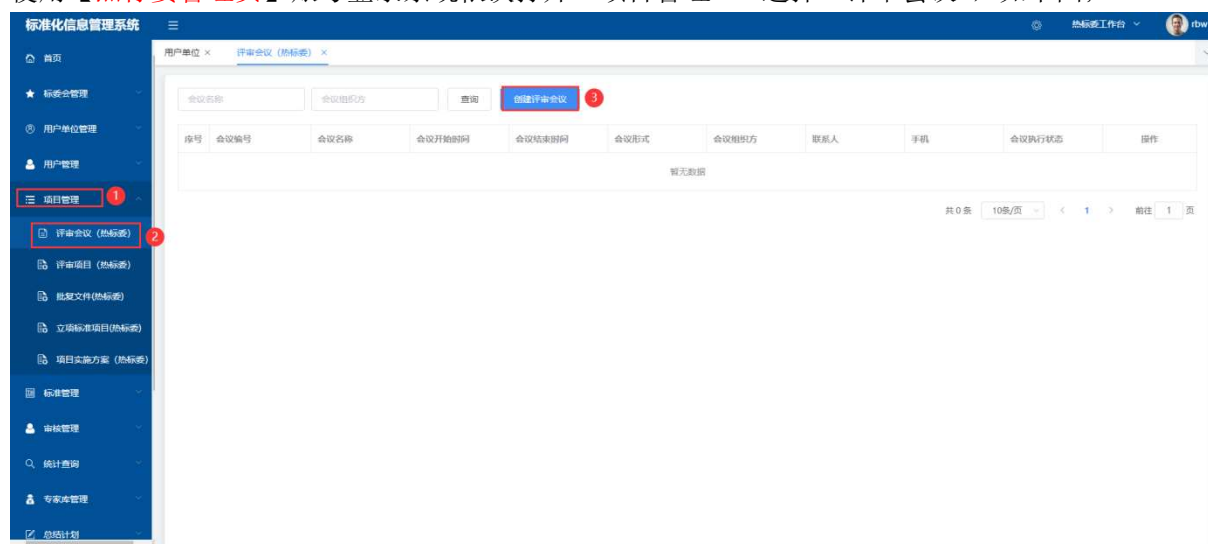 标准化信息管理系统
热标委工作台
rbw
首页
用户单位 ×
评审会议（热标委） ×
标委会管理
会议名称
会议组织方
查询
创建评审会议
3
用户单位管理
序号 会议编号 会议名称 会议开始时间 会议结束时间 会议形式 会议组织方 联系人 手机 会议执行状态 操作
用户管理
暂无数据
项目管理
1
共 0 条 10条/页 < 1 > 前往 1 页
评审会议（热标委）
2
评审项目（热标委）
批复文件(热标委)
立项标准项目(热标委)
项目实施方案（热标委）
标准管理
审核管理
统计查询
专家库管理
总结计划